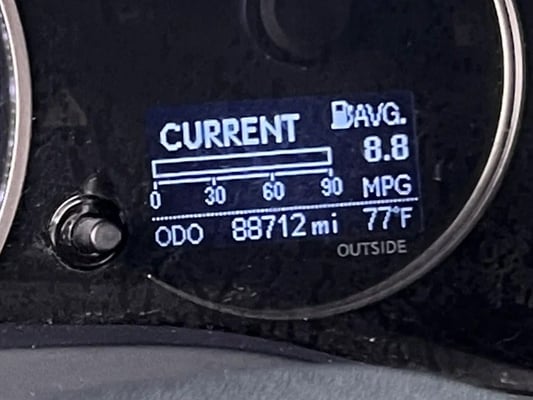 CURRENT AVG.
8.8
0 30 60 90 MPG
ODO 88712 mi 77°F
OUTSIDE